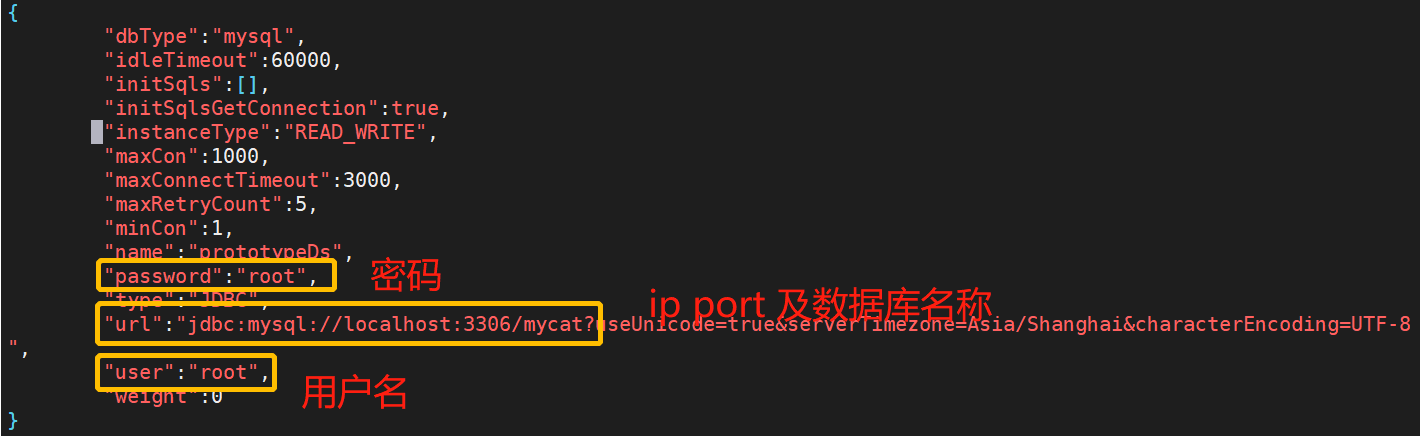 {
"dbType":"mysql",
"idleTimeout":60000,
"initSqls":[],
"initSqlsGetConnection":true,
"instanceType":"READ_WRITE",
"maxCon":1000,
"maxConnectTimeout":3000,
"maxRetryCount":5,
"minCon":1,
"name":"prototypeDs",
"password":"root",
密码
"type":"JDBC",
ip port 及数据库名称
"url":"jdbc:mysql://localhost:3306/mycat?useUnicode=true&serverTimezone=Asia/Shanghai&characterEncoding=UTF-8
",
"user":"root",
用户名
"weight":0
}